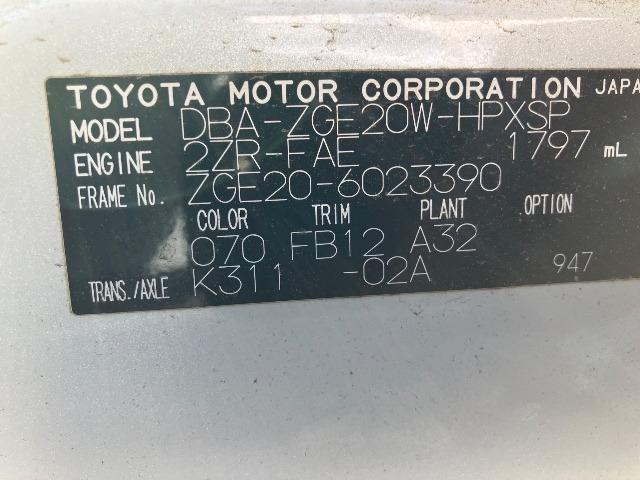 TOYOTA MOTOR CORPORATION JAPA
MODEL DBA-ZGE20W-HPXSP
ENGINE 2ZR-FAE 1797 mL
FRAME No. ZGE20-6023390
COLOR TRIM PLANT OPTION
070 FB12 A32
TRANS./AXLE K311 -02A 947